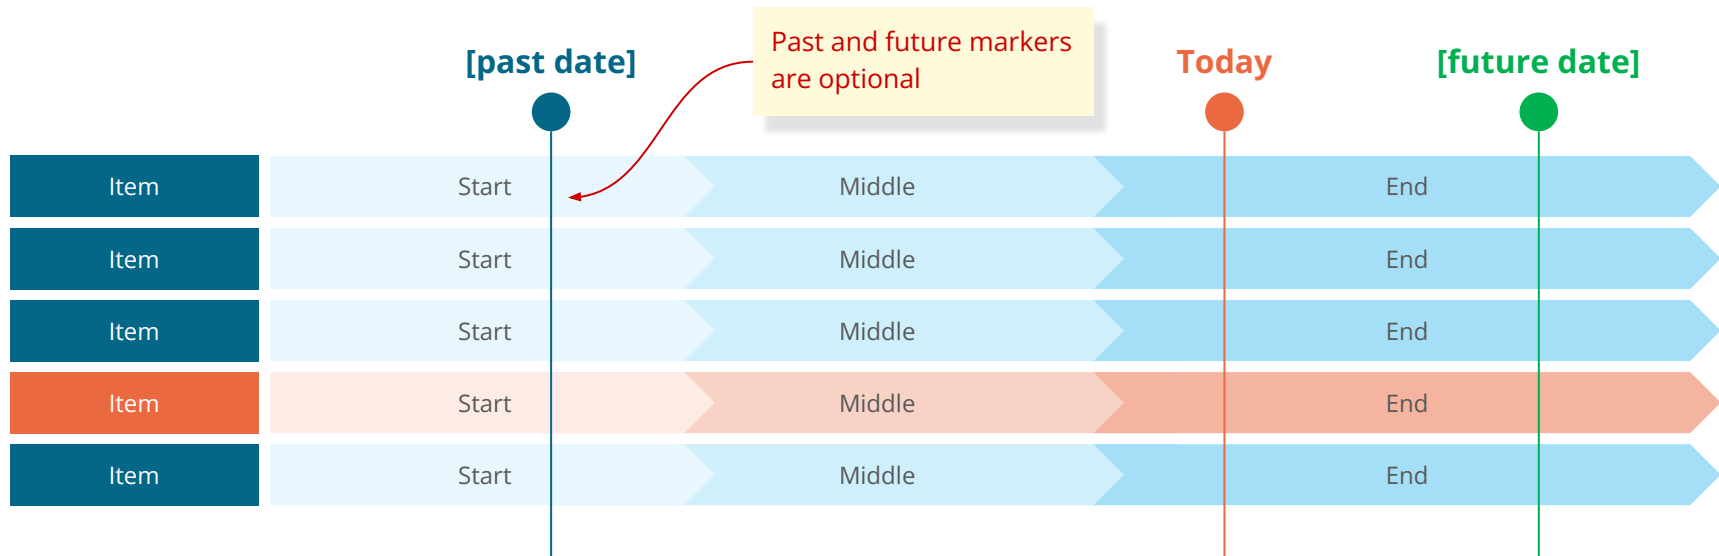 Past and future markers
are optional
[past date]
Today
[future date]
Item Start Middle End
Item Start Middle End
Item Start Middle End
Item Start Middle End
Item Start Middle End